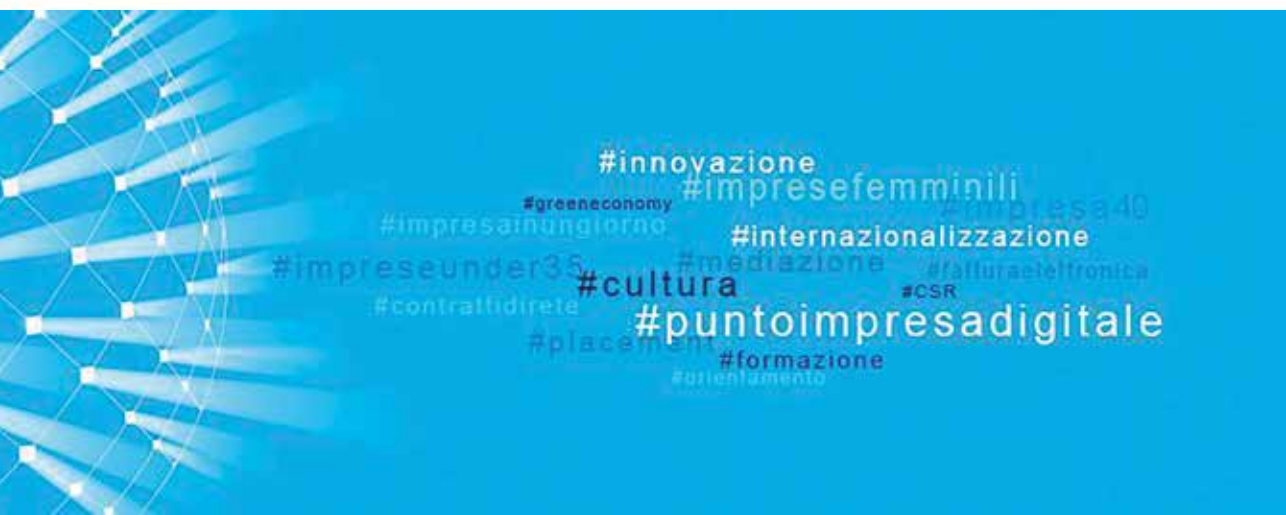 #innovazione
#impresefemminili
#greeneconomy
#impresa40
#impresainungiorno
#internazionalizzazione
#impreseunder35
#mediazione
#fatturaelettronica
#cultura
#CSR
#contrattidirete
#puntoimpresadigitale
#placement
#formazione
#orientamento